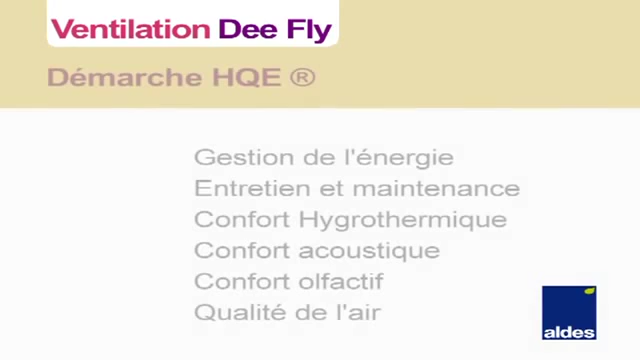 Ventilation Dee Fly
Démarche HQE ®
Gestion de l'énergie
Entretien et maintenance
Confort Hygrothermique
Confort acoustique
Confort olfactif
Qualité de l'air
aldes